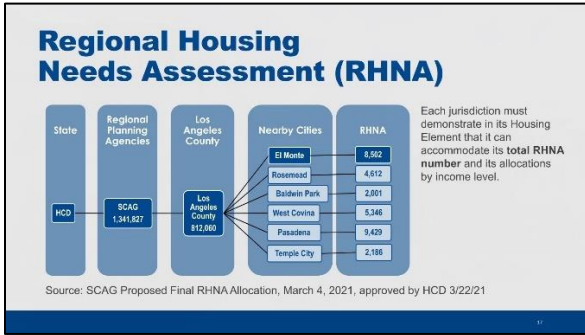 Regional Housing
Needs Assessment (RHNA)
State
Regional
Planning
Agencies
Los
Angeles
County
Nearby Cities
RHNA
HCD
SCAG
1,341,827
Los
Angeles
County
812,060
El Monte
8,502
Rosemead
4,612
Baldwin Park
2,001
West Covina
5,346
Pasadena
9,429
Temple City
2,186
Each jurisdiction must
demonstrate in its Housing
Element that it can
accommodate its total RHNA
number and its allocations
by income level.
Source: SCAG Proposed Final RHNA Allocation, March 4, 2021, approved by HCD 3/22/21
17